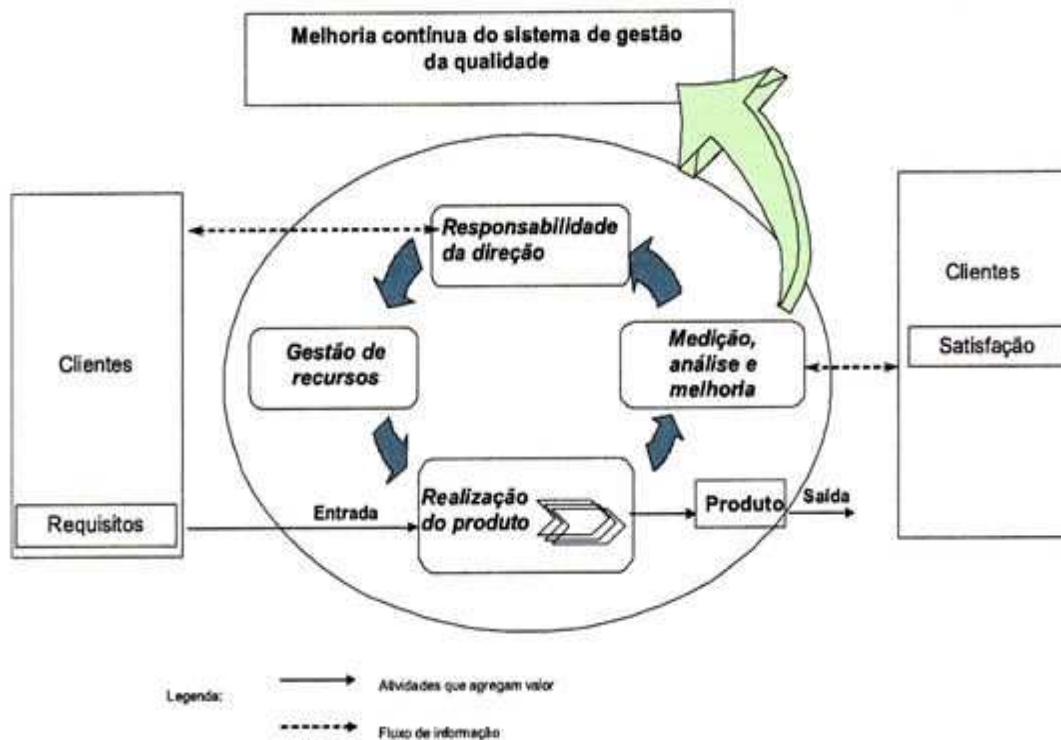 Melhoria contínua do sistema de gestão
da qualidade
Responsabilidade
da direção
Clientes
Clientes
Gestão de
recursos
Medição,
análise e
melhoria
Satisfação
Requisitos
Entrada
Realização
do produto
Produto
Saída
Legenda:
Atividades que agregam valor
Fluxo de informação